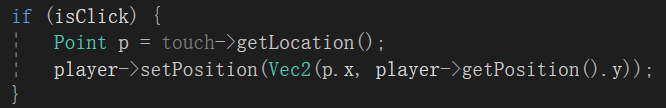 if (isClick) {
    Point p = touch->getLocation();
    player->setPosition(Vec2(p.x, player->getPosition().y));
}